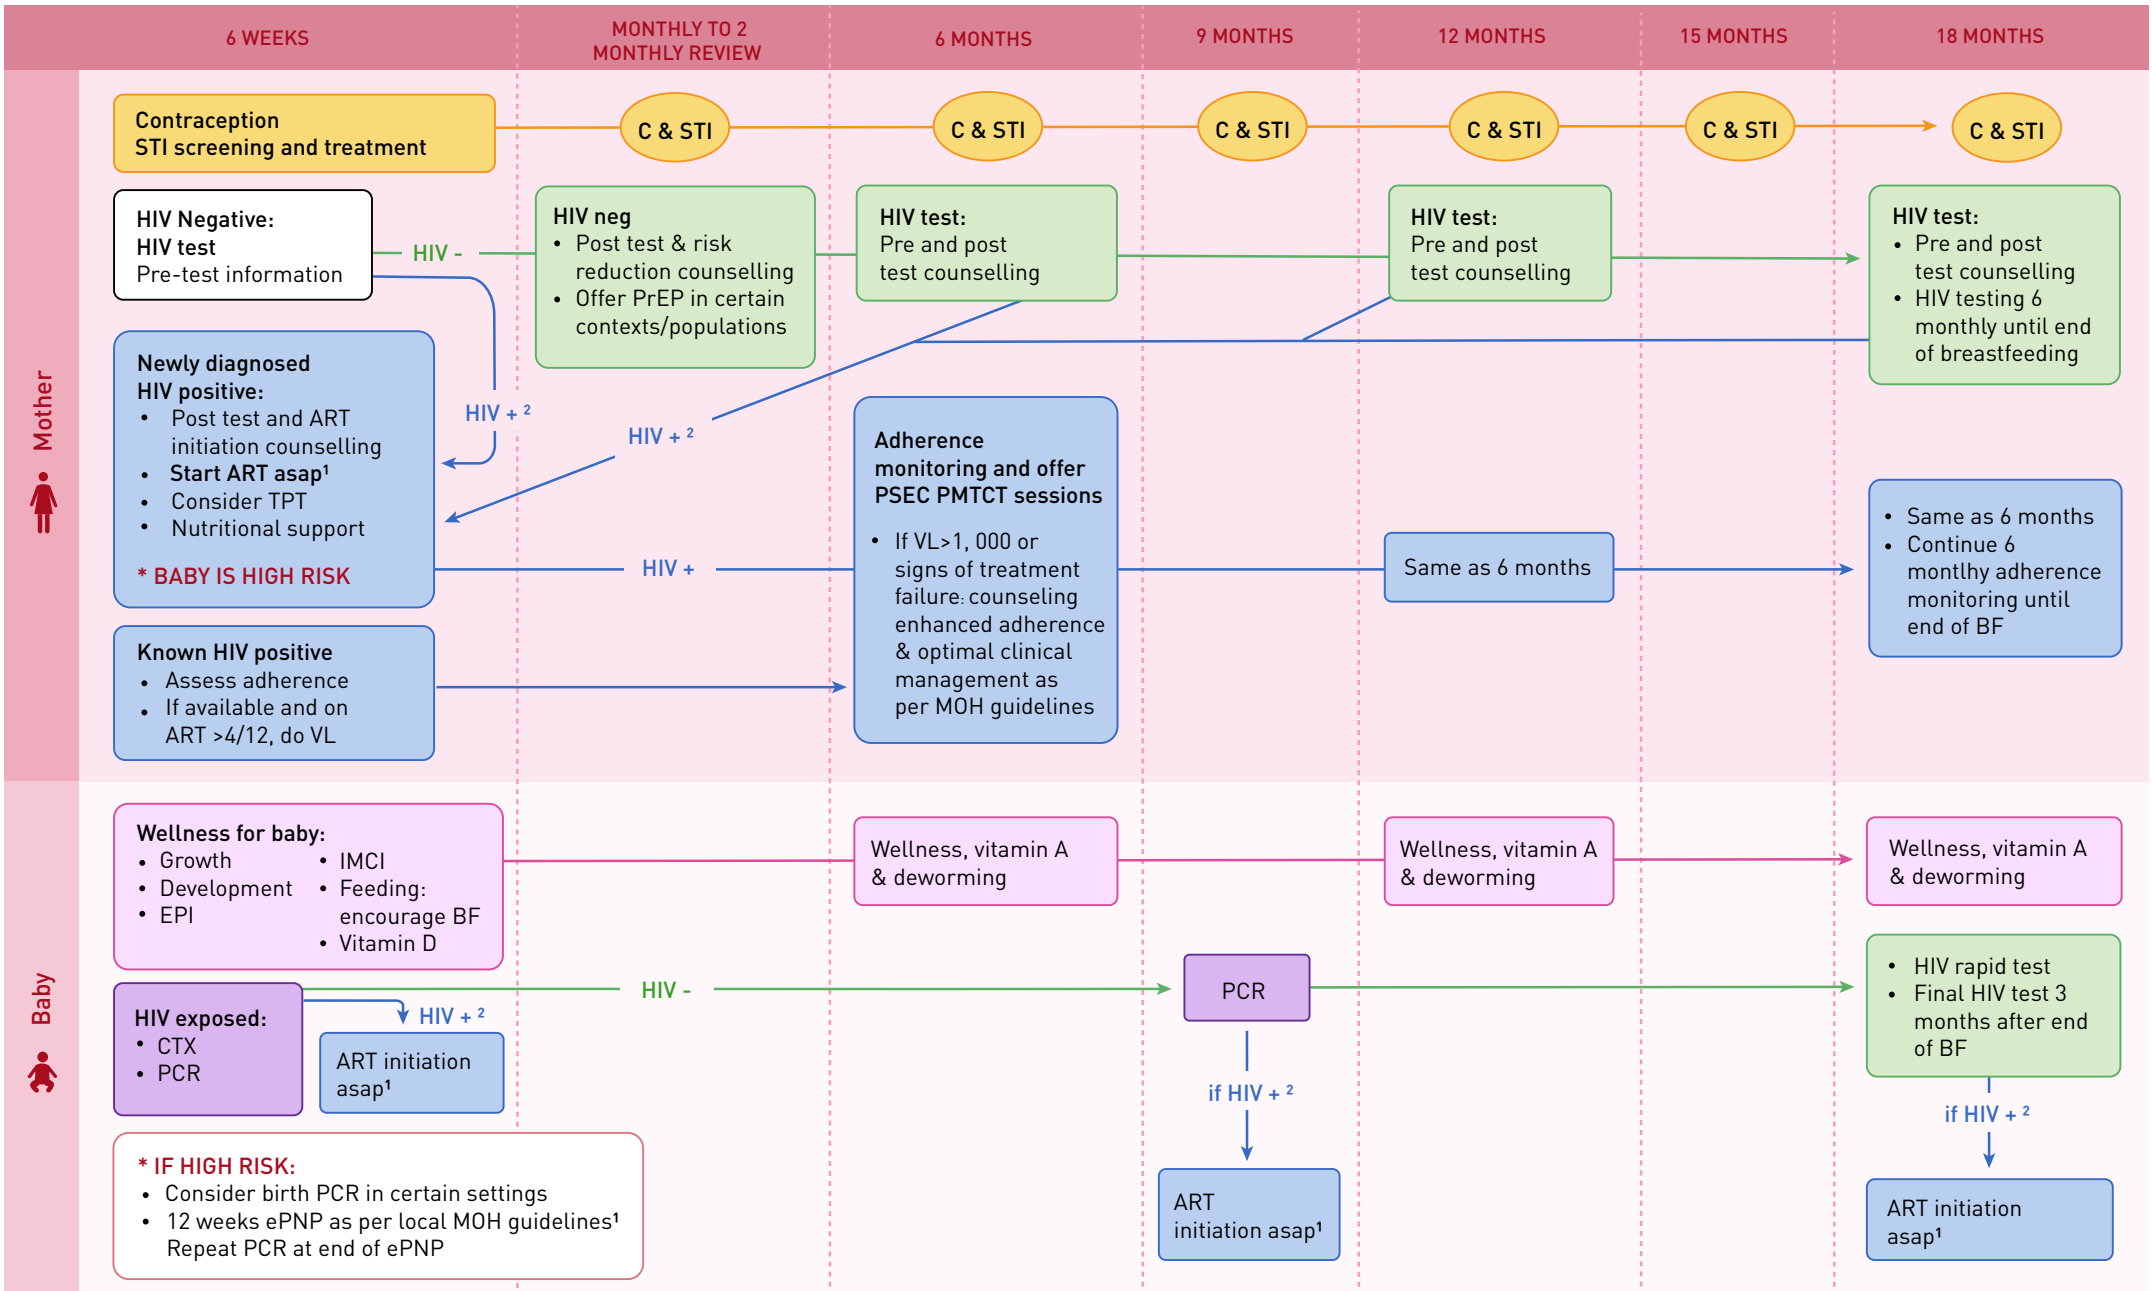 6 WEEKS
MONTHLY TO 2
MONTHLY REVIEW
6 MONTHS
9 MONTHS
12 MONTHS
15 MONTHS
18 MONTHS
Mother
Contraception
STI screening and treatment
C & STI
C & STI
C & STI
C & STI
C & STI
C & STI
HIV Negative:
HIV test
Pre-test information
HIV -
HIV neg
• Post test & risk
reduction counselling
• Offer PrEP in certain
contexts/populations
HIV test:
Pre and post
test counselling
HIV test:
Pre and post
test counselling
HIV test:
• Pre and post
test counselling
• HIV testing 6
monthly until end
of breastfeeding
Newly diagnosed
HIV positive:
• Post test and ART
initiation counselling
• Start ART asap¹
• Consider TPT
• Nutritional support
* BABY IS HIGH RISK
HIV + ²
HIV + ²
HIV +
Adherence
monitoring and offer
PSEC PMTCT sessions
• If VL>1, 000 or
signs of treatment
failure: counseling
enhanced adherence
& optimal clinical
management as
per MOH guidelines
Same as 6 months
• Same as 6 months
• Continue 6
montlhy adherence
monitoring until
end of BF
Known HIV positive
• Assess adherence
• If available and on
ART >4/12, do VL
Baby
Wellness for baby:
• Growth
• Development
• EPI
• IMCI
• Feeding:
encourage BF
• Vitamin D
Wellness, vitamin A
& deworming
Wellness, vitamin A
& deworming
Wellness, vitamin A
& deworming
HIV exposed:
• CTX
• PCR
HIV + ²
ART initiation
asap¹
HIV -
PCR
if HIV + ²
ART
initiation asap¹
• HIV rapid test
• Final HIV test 3
months after end
of BF
if HIV + ²
ART initiation
asap¹
* IF HIGH RISK:
• Consider birth PCR in certain settings
• 12 weeks ePNP as per local MOH guidelines¹
Repeat PCR at end of ePNP